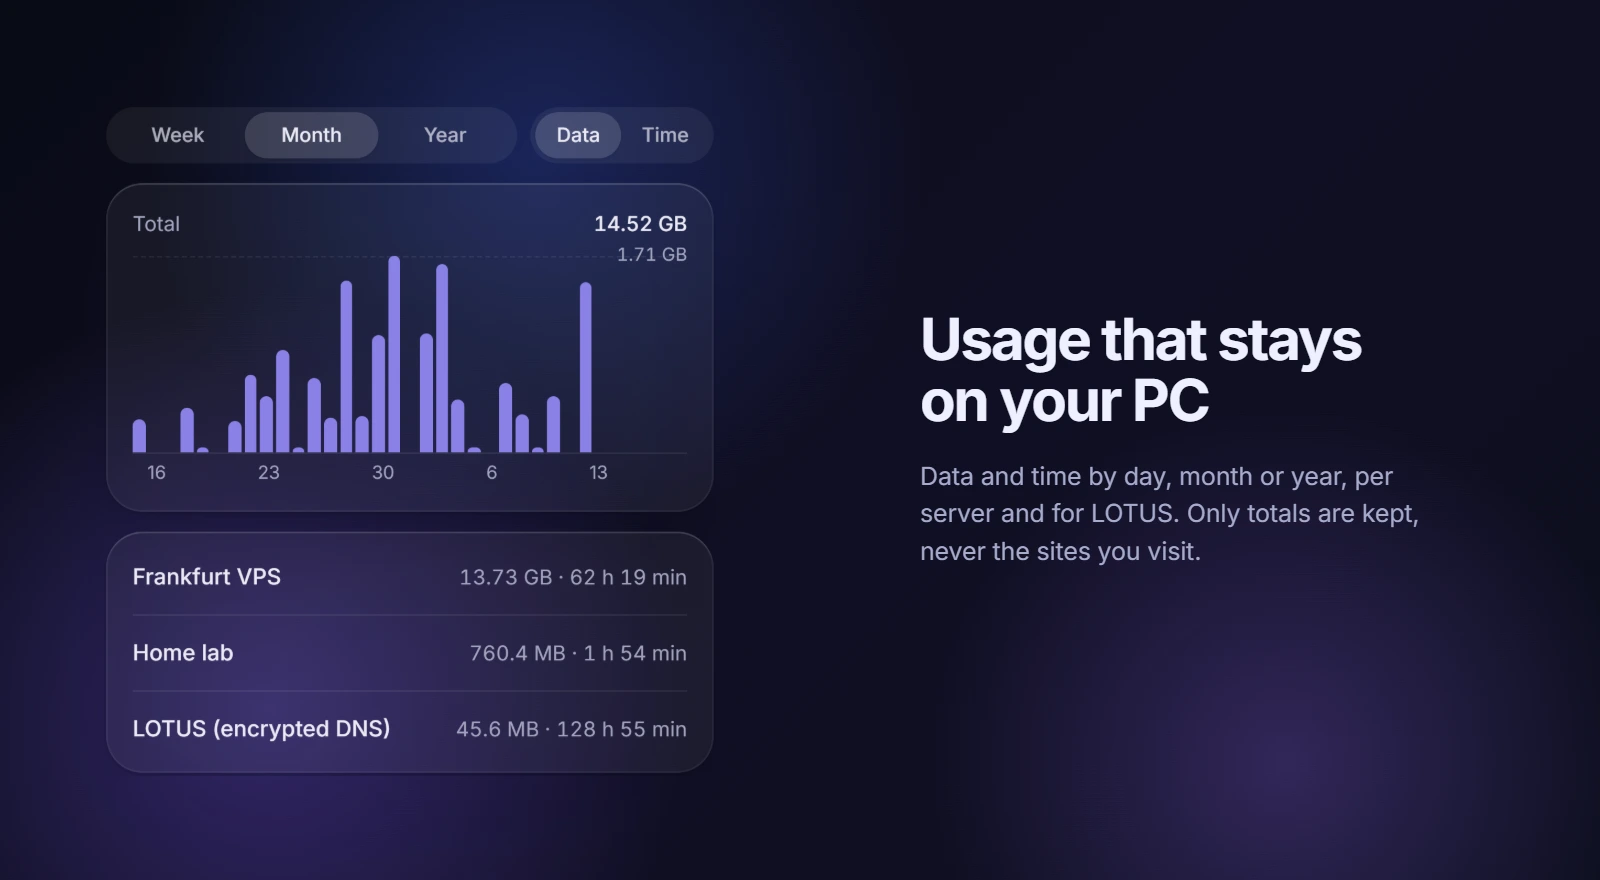 Week Month Year Data Time
Total 14.52 GB
1.71 GB
16 23 30 6 13
Frankfurt VPS 13.73 GB · 62 h 19 min
Home lab 760.4 MB · 1 h 54 min
LOTUS (encrypted DNS) 45.6 MB · 128 h 55 min
Usage that stays
on your PC
Data and time by day, month or year, per
server and for LOTUS. Only totals are kept,
never the sites you visit.